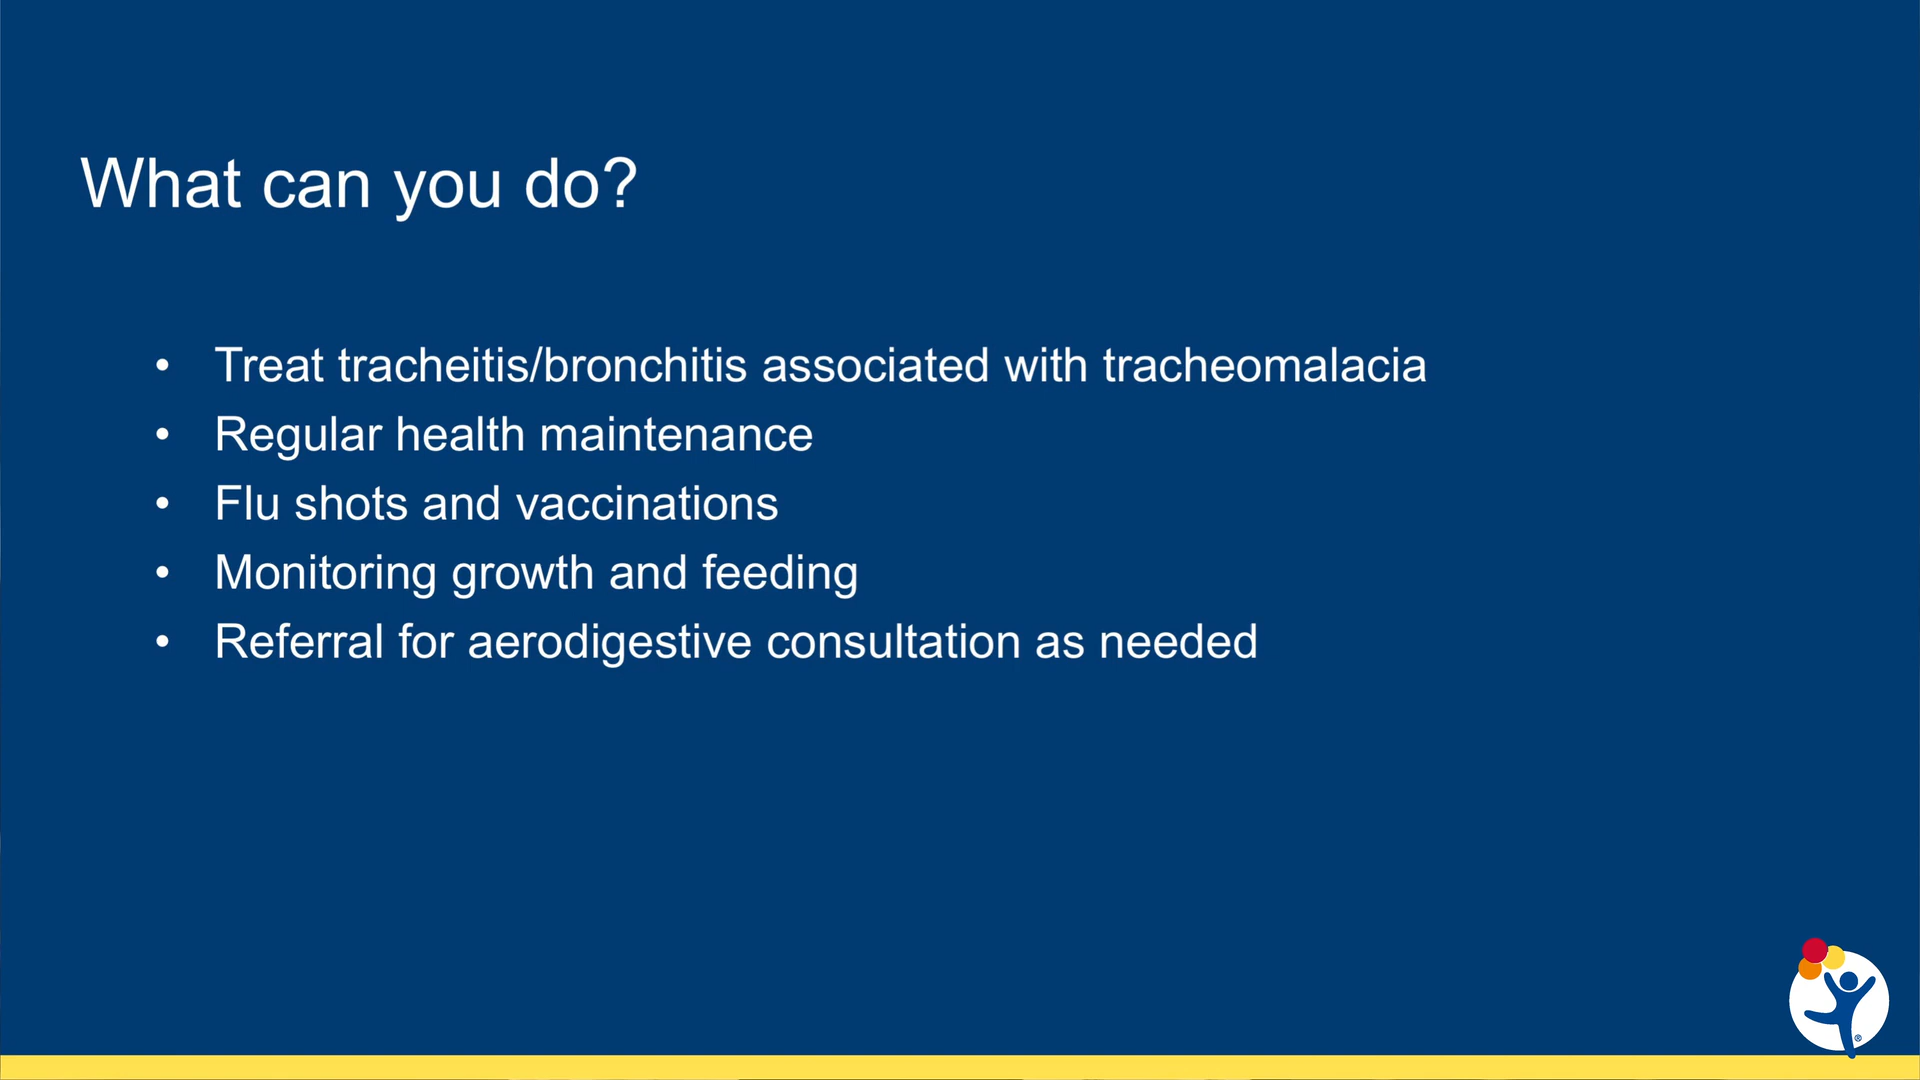 What can you do?
• Treat tracheitis/bronchitis associated with tracheomalacia
• Regular health maintenance
• Flu shots and vaccinations
• Monitoring growth and feeding
• Referral for aerodigestive consultation as needed
®